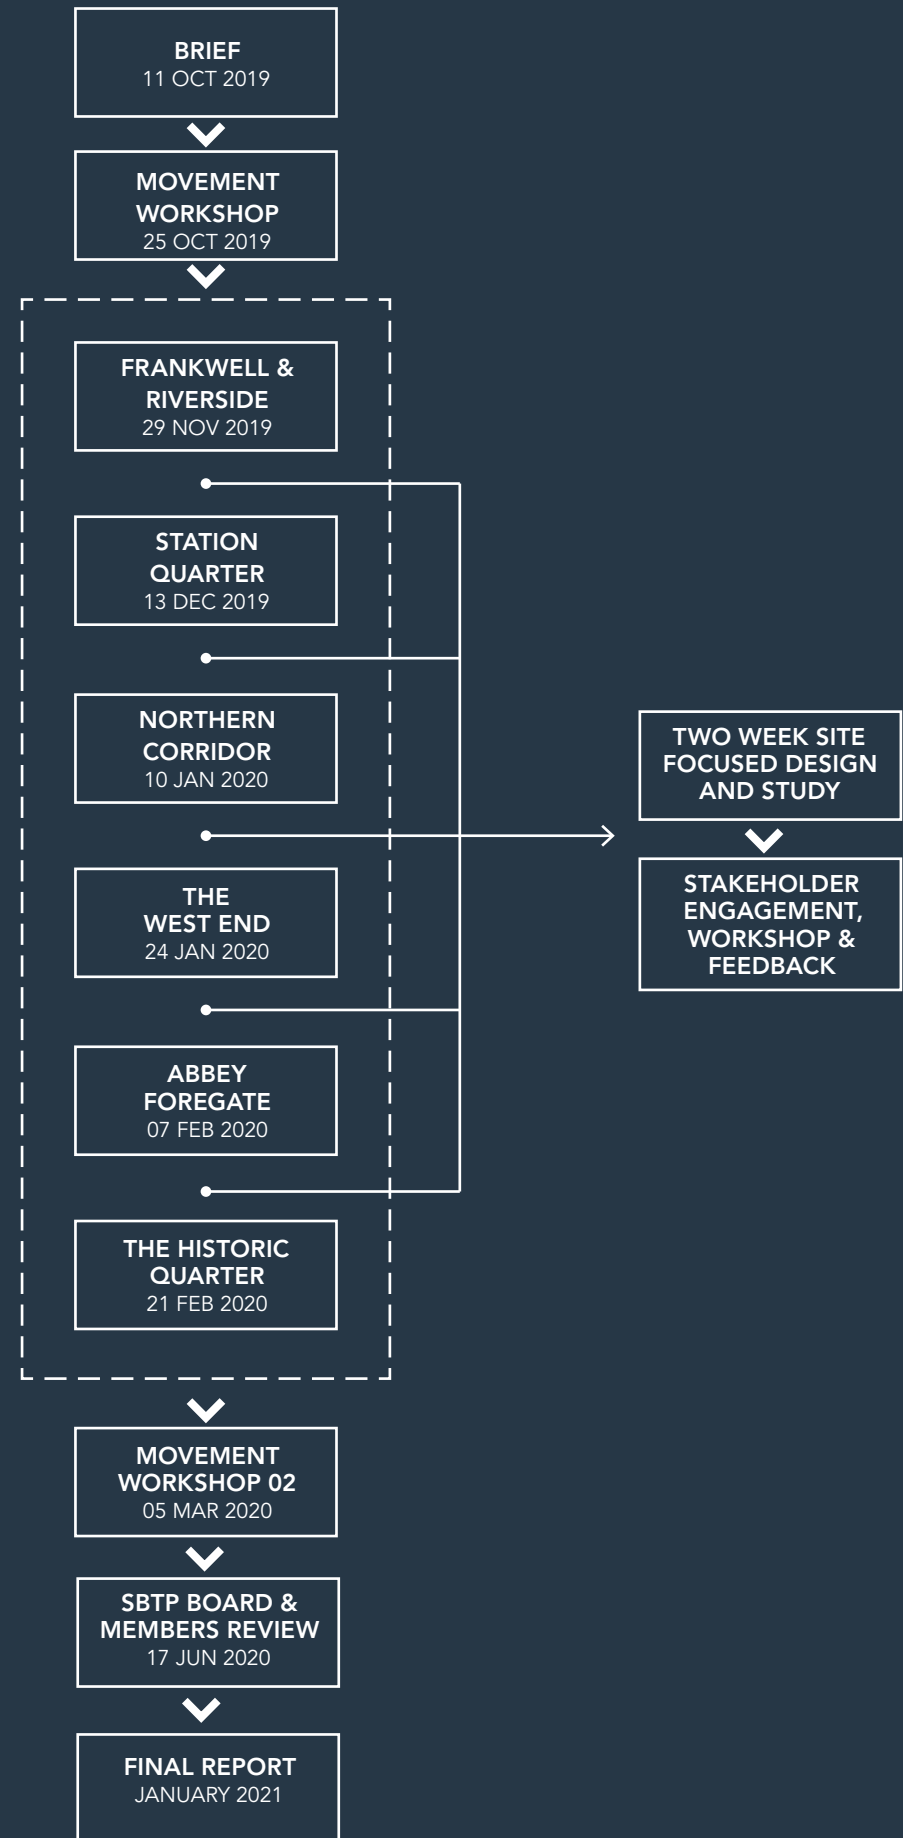 BRIEF
11 OCT 2019
MOVEMENT
WORKSHOP
25 OCT 2019
FRANKWELL &
RIVERSIDE
29 NOV 2019
STATION
QUARTER
13 DEC 2019
NORTHERN
CORRIDOR
10 JAN 2020
THE
WEST END
24 JAN 2020
ABBEY
FOREGATE
07 FEB 2020
THE HISTORIC
QUARTER
21 FEB 2020
TWO WEEK SITE
FOCUSED DESIGN
AND STUDY
STAKEHOLDER
ENGAGEMENT,
WORKSHOP &
FEEDBACK
MOVEMENT
WORKSHOP 02
05 MAR 2020
SBTP BOARD &
MEMBERS REVIEW
17 JUN 2020
FINAL REPORT
JANUARY 2021